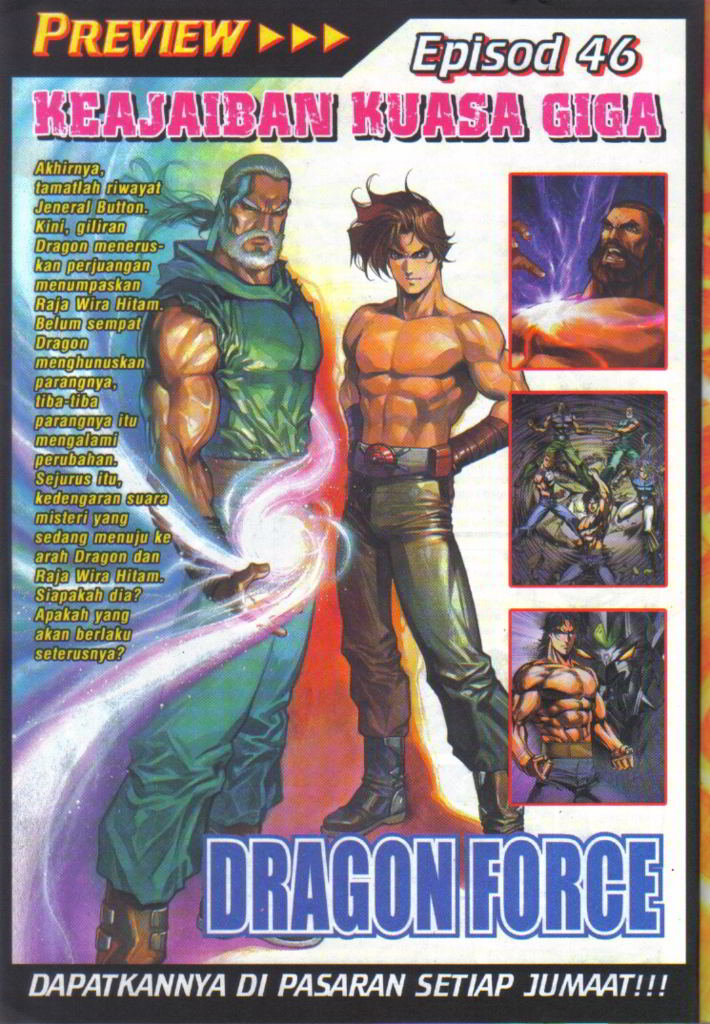 PREVIEW
Episod 46
KEAJAIBAN KUASA GIGA
Akhirnya,
tamatlah riwayat
Jeneral Button.
Kini, giliran
Dragon menerus-
kan perjuangan
menumpaskan
Raja Wira Hitam.
Belum sempat
Dragon
menghunuskan
parangnya,
tiba-tiba
parangnya itu
mengalami
perubahan.
Sejurus itu,
kedengaran suara
misteri yang
sedang menuju ke
arah Dragon dan
Raja Wira Hitam.
Siapakah dia?
Apakah yang
akan berlaku
seterusnya?
DRAGON FORCE
DAPATKANNYA DI PASARAN SETIAP JUMAAT!!!